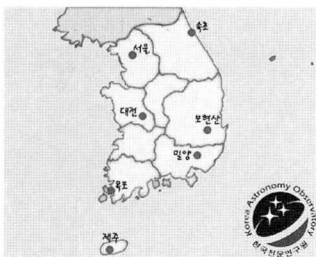 속초
서울
대전
보현산
밀양
목포
제주
Korea Astronomy Observatory
한국천문연구원